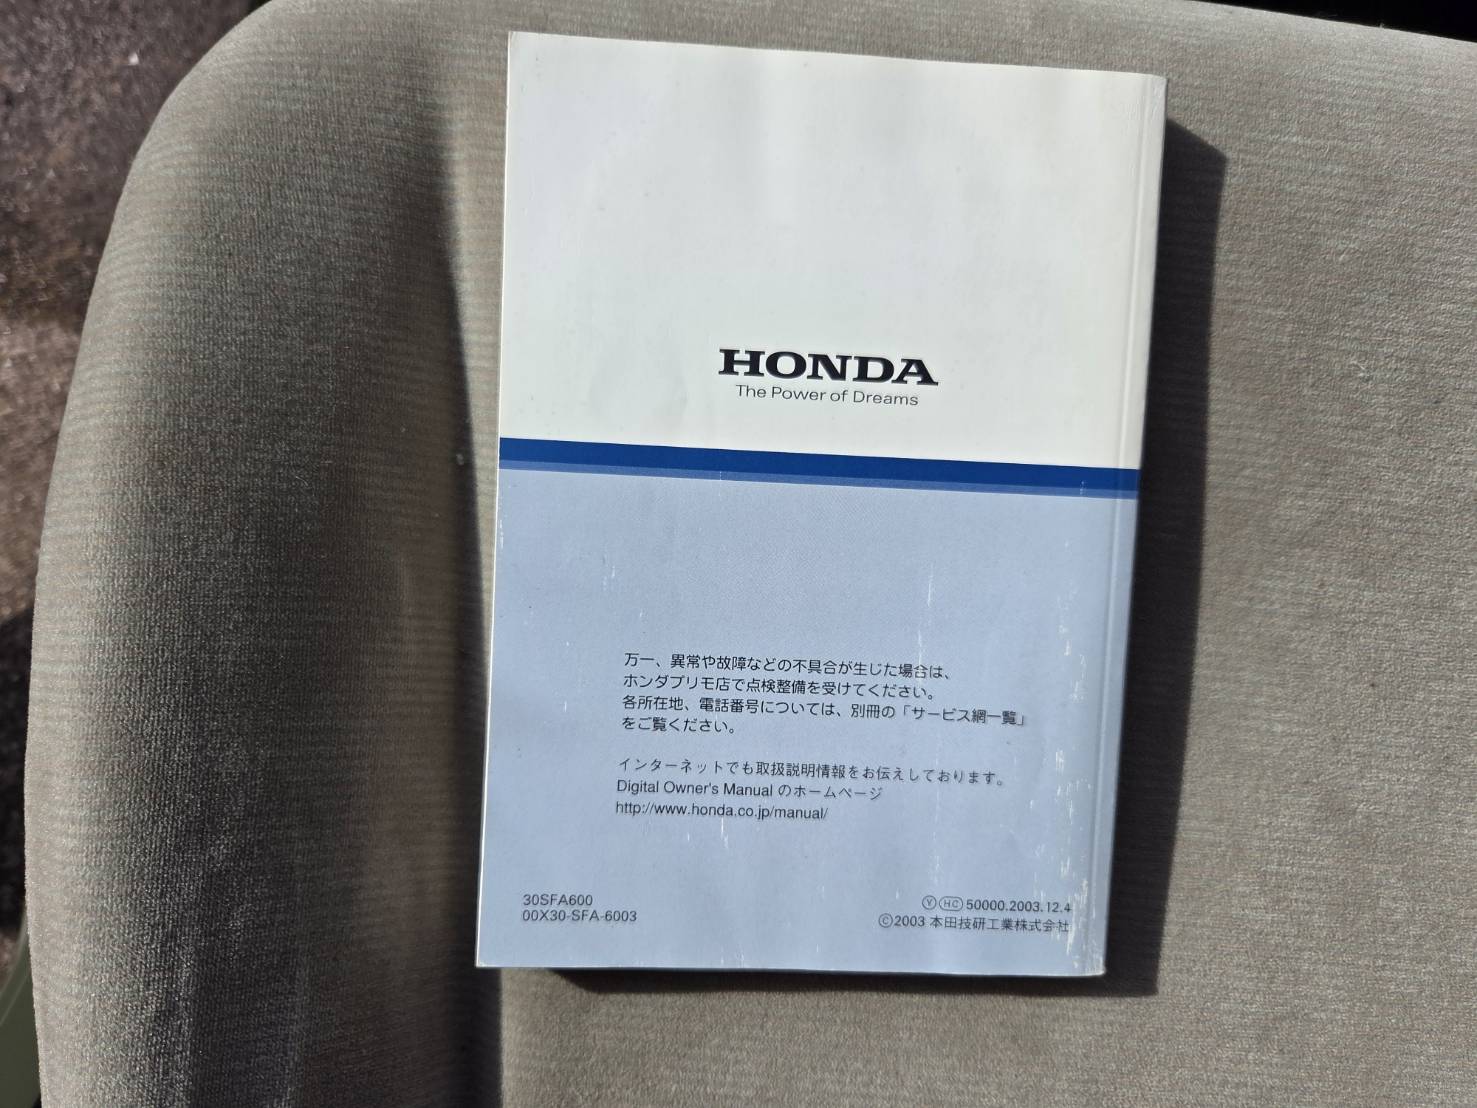 HONDA
The Power of Dreams
万一、異常や故障などの不具合が生じた場合は、
ホンダプリモ店で点検整備を受けてください。
各所在地、電話番号については、別冊の「サービス網一覧」
をご覧ください。
インターネットでも取扱説明情報をお伝えしております。
Digital Owner's Manual のホームページ
http://www.honda.co.jp/manual/
30SFA600
00X30-SFA-6003
Ⓨ HC 50000.2003.12.4
©2003 本田技研工業株式会社